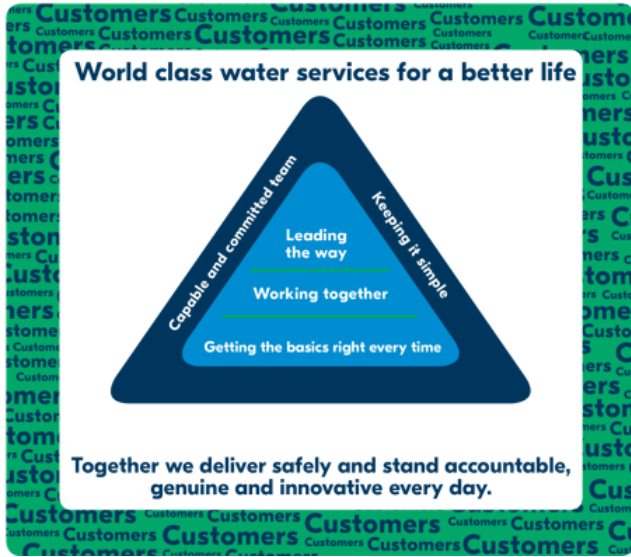 World class water services for a better life
Capable and committed team
Keeping it simple
Leading
the way
Working together
Getting the basics right every time
Together we deliver safely and stand accountable,
genuine and innovative every day.
Customers